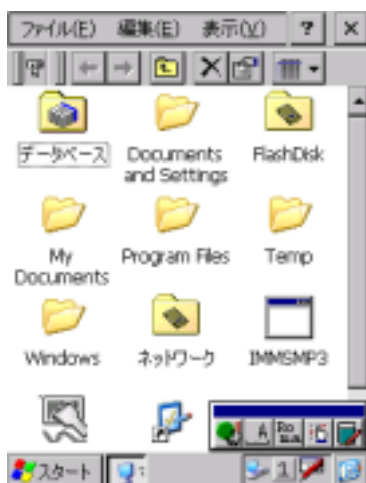 ファイル(E) 編集(E) 表示(V) ? ×
データベース
Documents
and Settings
FlashDisk
My
Documents
Program Files
Temp
Windows
ネットワーク
IMMSMP3
A
スタート
1